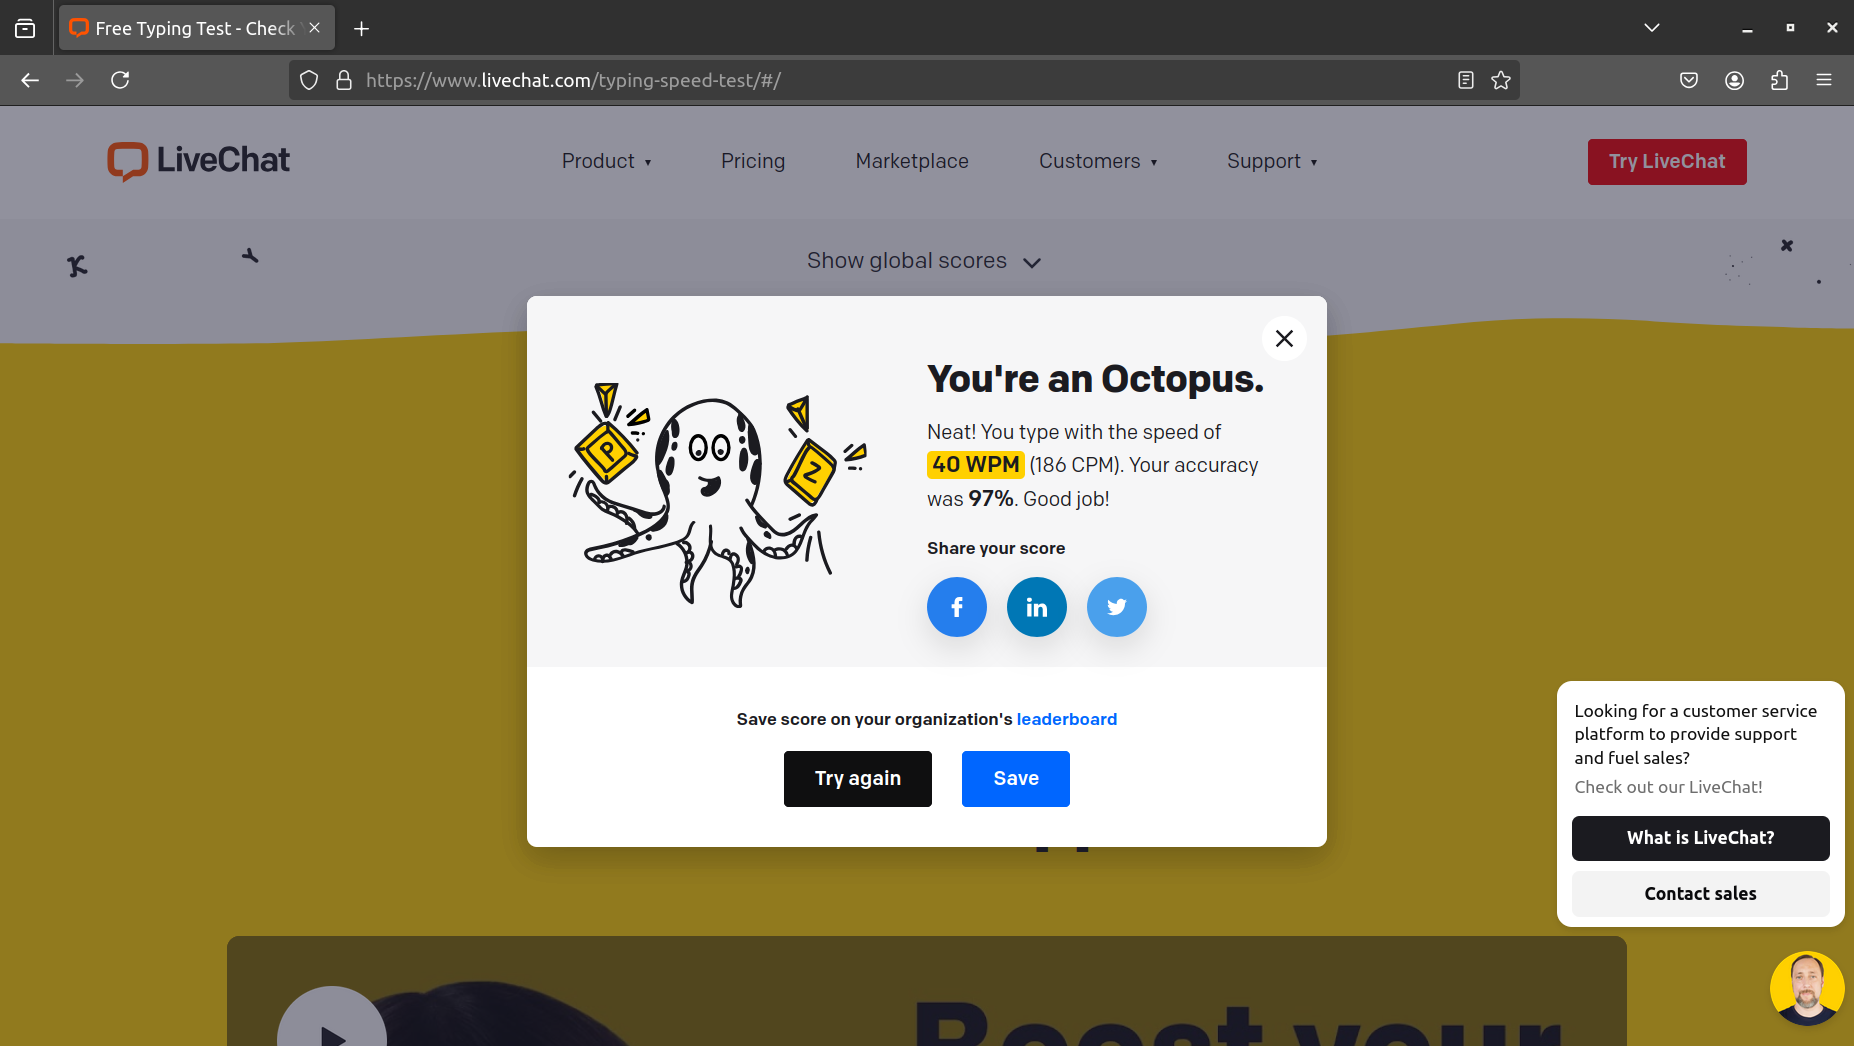 Free Typing Test - Check
https://www.livechat.com/typing-speed-test/#/
LiveChat
Product
Pricing
Marketplace
Customers
Support
Try LiveChat
Show global scores
P
Z
You're an Octopus.
Neat! You type with the speed of
40 WPM (186 CPM). Your accuracy
was 97%. Good job!
Share your score
f
in
Save score on your organization's leaderboard
Try again
Save
Looking for a customer service
platform to provide support
and fuel sales?
Check out our LiveChat!
What is LiveChat?
Contact sales
Boost your